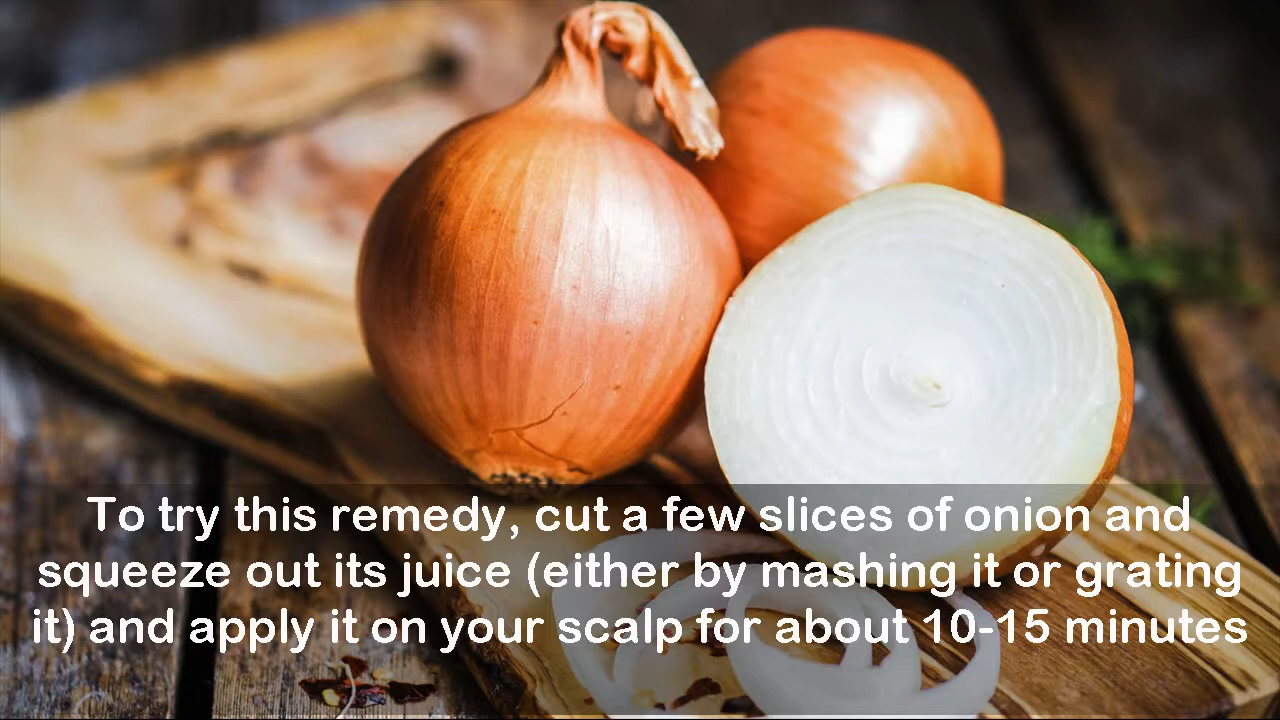 To try this remedy, cut a few slices of onion and
squeeze out its juice (either by mashing it or grating
it) and apply it on your scalp for about 10-15 minutes